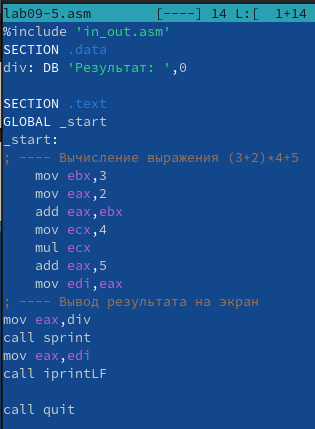 lab09-5.asm [----] 14 L:[ 1+14
%include 'in_out.asm'
SECTION .data
div: DB 'Результат: ',0
SECTION .text
GLOBAL _start
_start:
; ---- Вычисление выражения (3+2)*4+5
mov ebx,3
mov eax,2
add eax,ebx
mov ecx,4
mul ecx
add eax,5
mov edi,eax
; ---- Вывод результата на экран
mov eax,div
call sprint
mov eax,edi
call iprintLF
call quit